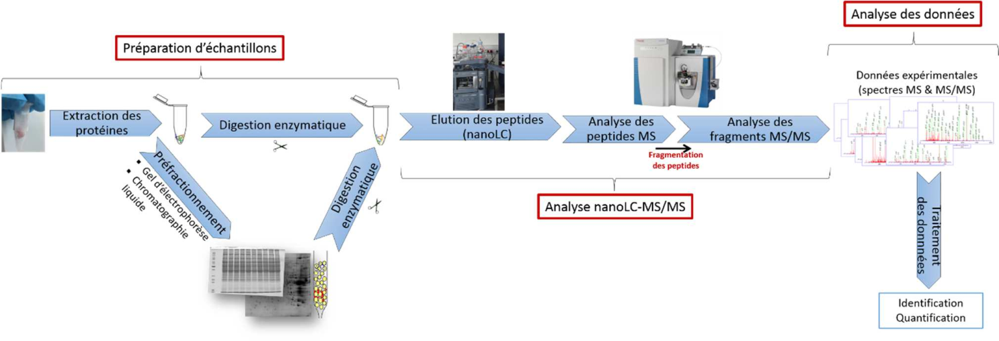 Préparation d'échantillons
Extraction des
protéines
Digestion enzymatique
Préfractionnement
▪ Gel d'électrophorèse
▪ Chromatographie
liquide
Digestion
enzymatique
Elution des peptides
(nanoLC)
Analyse des
peptides MS
Fragmentation
des peptides
Analyse des
fragments MS/MS
Analyse nanoLC-MS/MS
Analyse des données
Données expérimentales
(spectres MS & MS/MS)
Traitement
des donnnées
Identification
Quantification